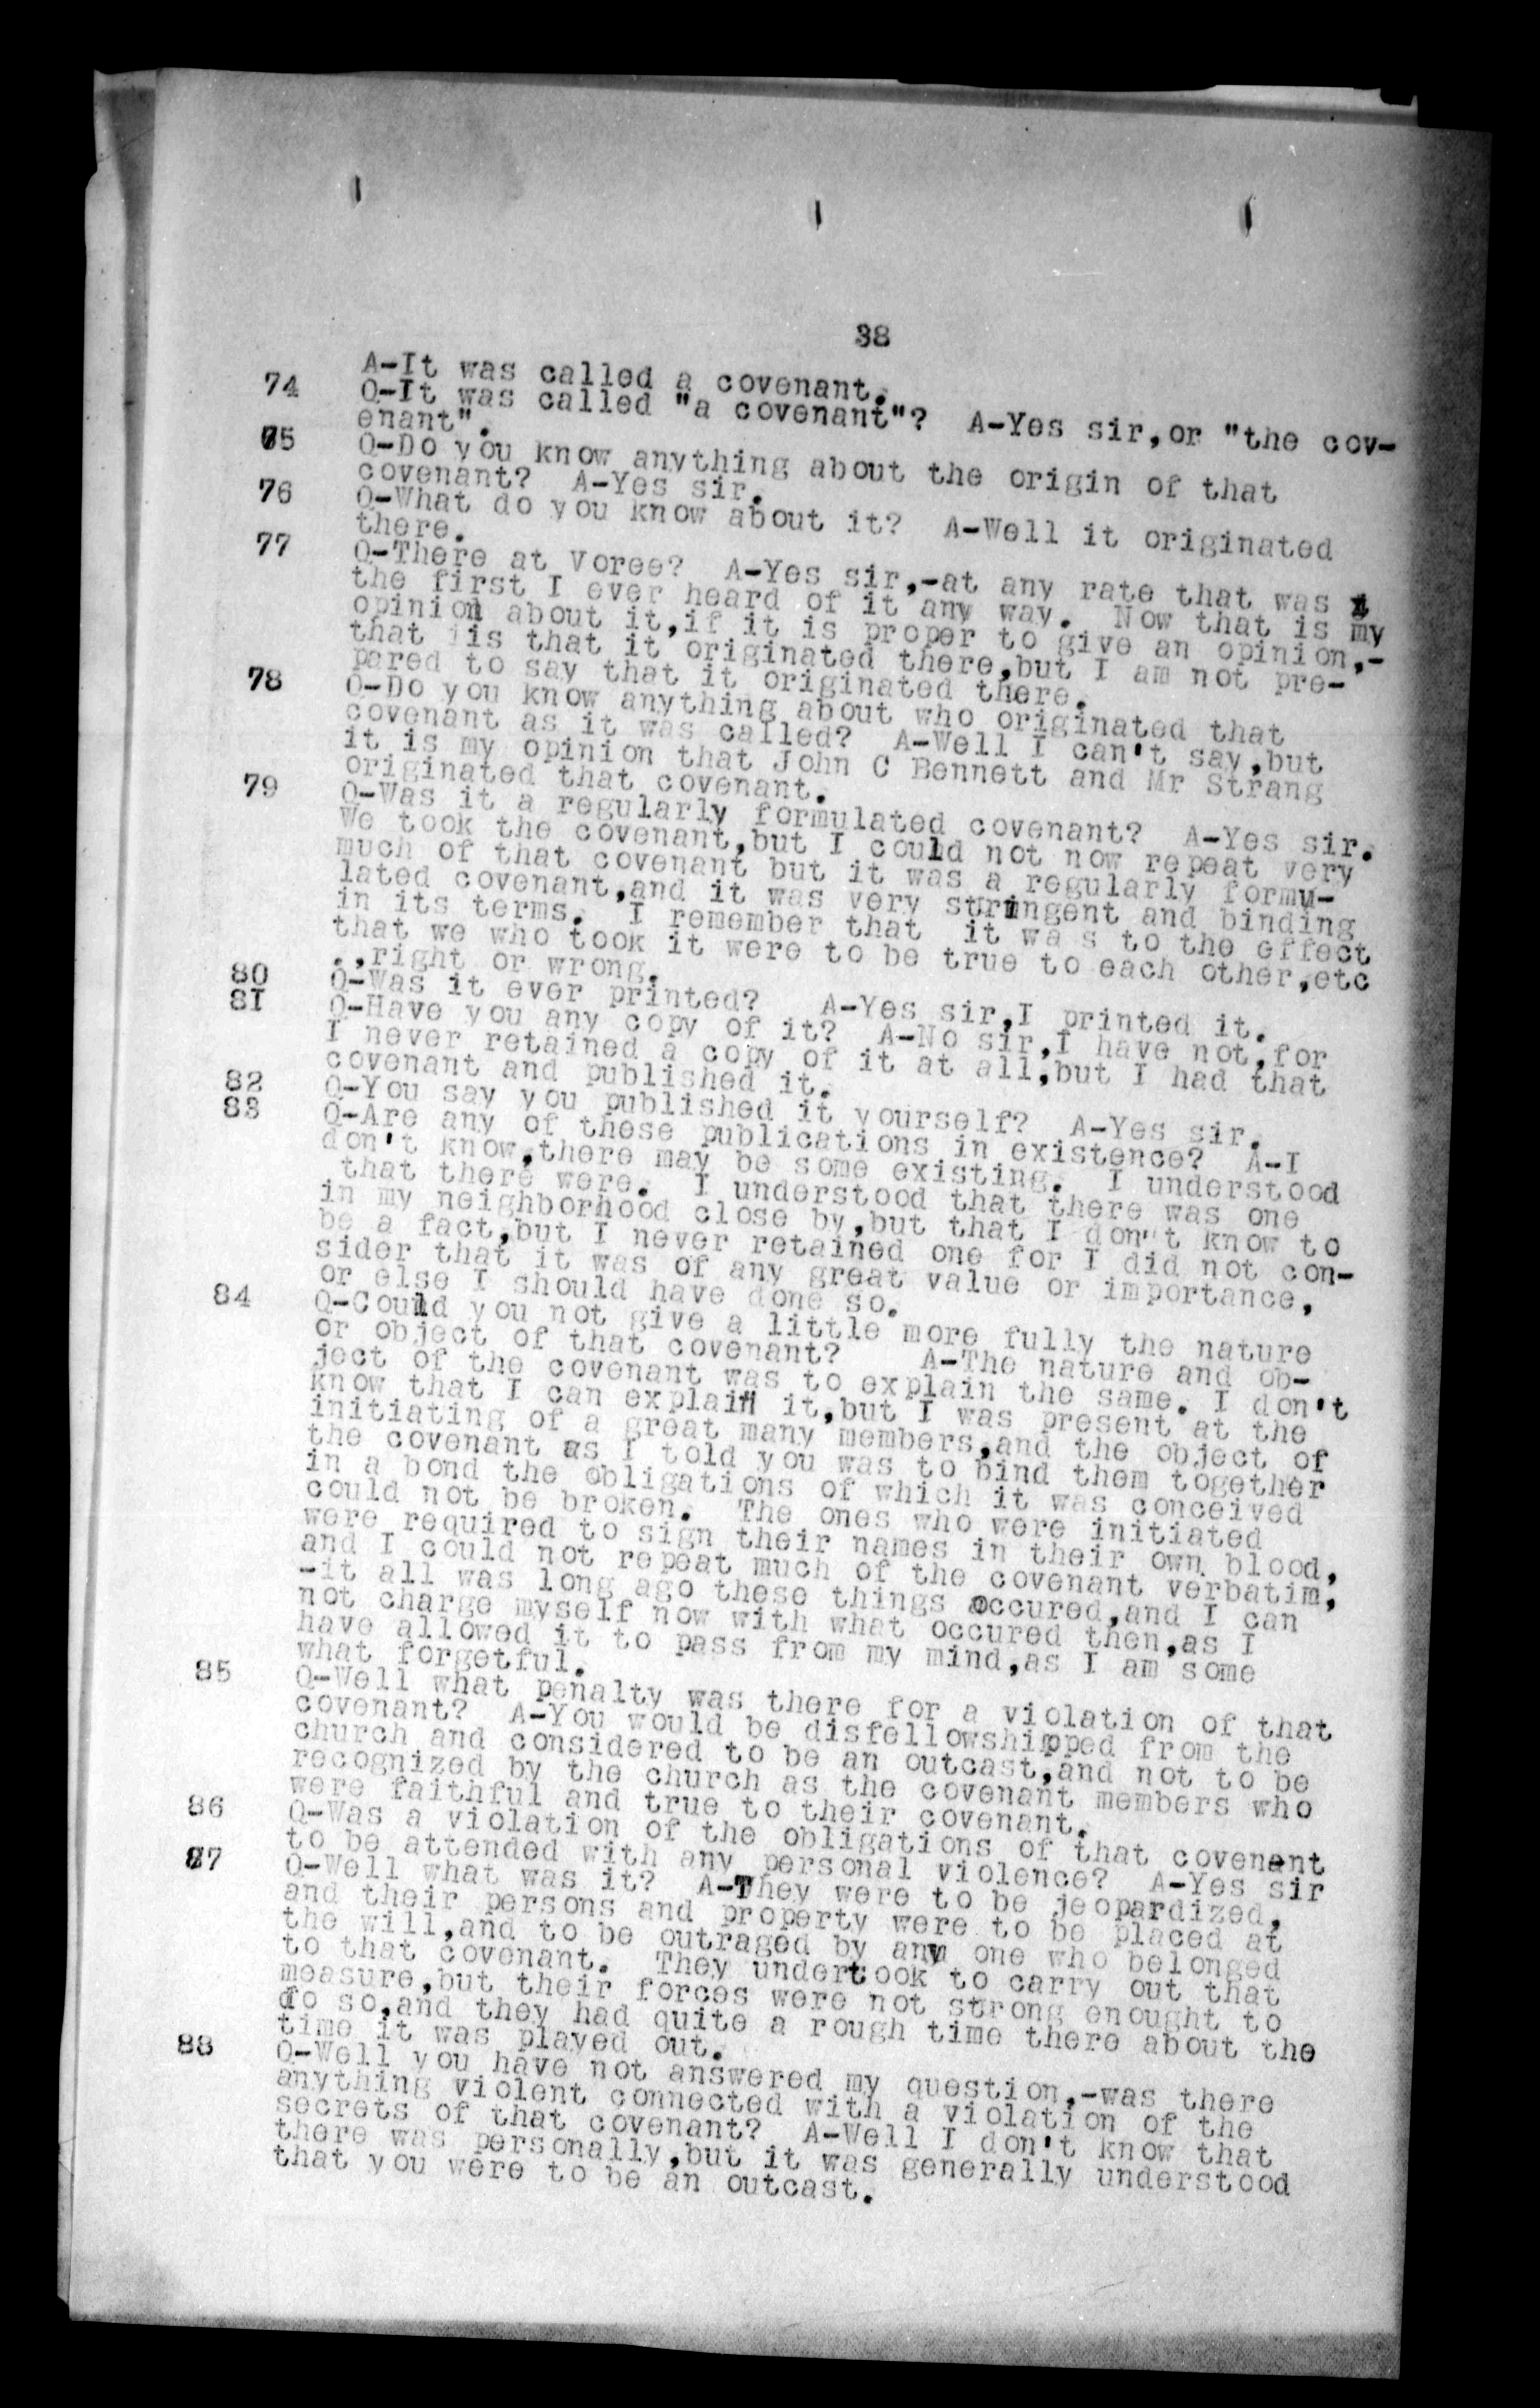 38
A-It was called a covenant.
74 Q-It was called "a covenant"? A-Yes sir,or "the cov-
enant".
75 Q-Do you know anything about the origin of that
covenant? A-Yes sir.
76 Q-What do you know about it? A-Well it originated
there.
77 Q-There at Voree? A-Yes sir,-at any rate that was
the first I ever heard of it any way. Now that is my
opinion about it,if it is proper to give an opinion,-
that is that it originated there,but I am not pre-
pared to say that it originated there.
78 Q-Do you know anything about who originated that
covenant as it was called? A-Well I can't say,but
it is my opinion that John C Bennett and Mr Strang
originated that covenant.
79 Q-Was it a regularly formulated covenant? A-Yes sir.
We took the covenant,but I could not now repeat very
much of that covenant but it was a regularly formu-
lated covenant,and it was very stringent and binding
in its terms. I remember that it wa s to the effect
that we who took it were to be true to each other,etc
.,right or wrong.
80 Q-Was it ever printed? A-Yes sir,I printed it.
81 Q-Have you any copy of it? A-No sir,I have not,for
I never retained a copy of it at all,but I had that
covenant and published it.
82 Q-You say you published it yourself? A-Yes sir.
83 Q-Are any of these publications in existence? A-I
don't know,there may be some existing. I understood
that there were. I understood that there was one
in my neighborhood close by,but that I don't know to
be a fact,but I never retained one for I did not con-
sider that it was of any great value or importance,
or else I should have done so.
84 Q-Could you not give a little more fully the nature
or object of that covenant? A-The nature and ob-
ject of the covenant was to explain the same. I don't
know that I can explain it,but I was present at the
initiating of a great many members,and the object of
the covenant as I told you was to bind them together
in a bond the obligations of which it was conceived
could not be broken. The ones who were initiated
were required to sign their names in their own blood,
and I could not repeat much of the covenant verbatim,
-it all was long ago these things occured,and I can
not charge myself now with what occured then,as I
have allowed it to pass from my mind,as I am some
what forgetful.
85 Q-Well what penalty was there for a violation of that
covenant? A-You would be disfellowshipped from the
church and considered to be an outcast,and not to be
recognized by the church as the covenant members who
were faithful and true to their covenant.
86 Q-Was a violation of the obligations of that covenant
to be attended with any personal violence? A-Yes sir
87 Q-Well what was it? A-They were to be jeopardized,
and their persons and property were to be placed at
the will,and to be outraged by any one who belonged
to that covenant. They undertook to carry out that
measure,but their forces were not strong enought to
do so,and they had quite a rough time there about the
time it was played out.
88 Q-Well you have not answered my question,-was there
anything violent connected with a violation of the
secrets of that covenant? A-Well I don't know that
there was personally,but it was generally understood
that you were to be an outcast.